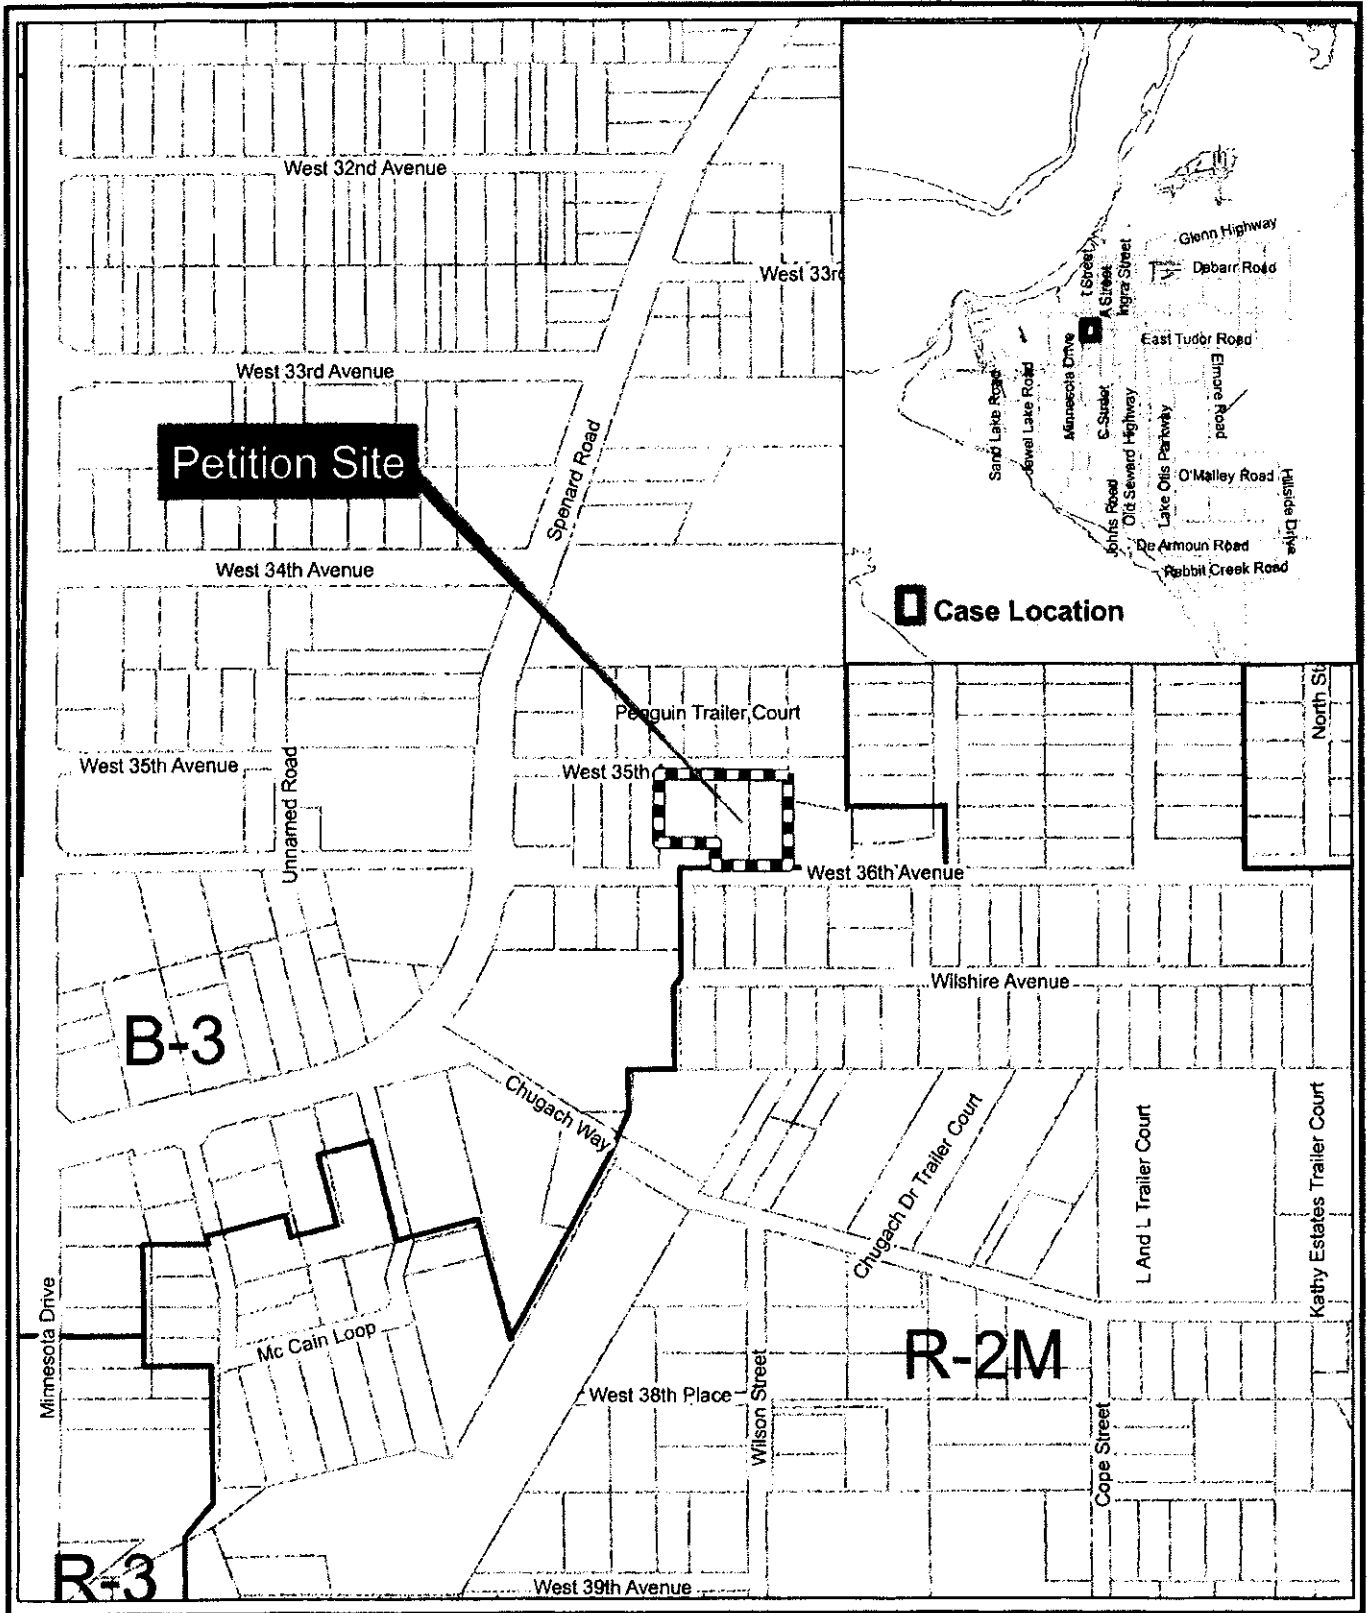 West 32nd Avenue
West 33rd
West 33rd Avenue
Petition Site
Spenard Road
West 34th Avenue
Penguin Trailer Court
West 35th Avenue
West 35th
Unnamed Road
West 36th Avenue
North St
Wilshire Avenue
B-3
Chugach Way
Chugach Dr Trailer Court
L And L Trailer Court
Kathy Estates Trailer Court
Minnesota Drive
Mc Cain Loop
R-2M
West 38th Place
Wilson Street
Cope Street
R-3
West 39th Avenue
Glenn Highway
Debarr Road
I Street
A Street
Ingra Street
East Tudor Road
Minnesota Drive
Sand Lake Road
Jewel Lake Road
C Street
Old Seward Highway
Lake Otis Parkway
Elmore Road
O'Malley Road
Hillside Drive
Johns Road
De Armoun Road
Rabbit Creek Road
Case Location